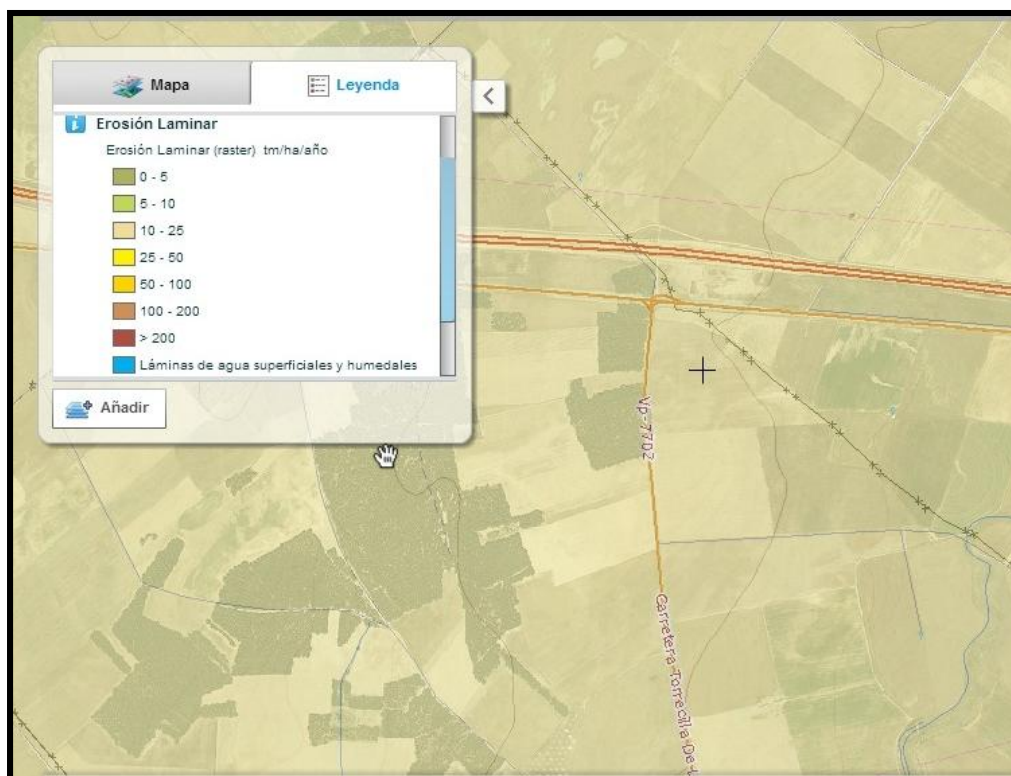 Mapa
Leyenda
Erosión Laminar
Erosión Laminar (raster) tm/ha/año
0 - 5
5 - 10
10 - 25
25 - 50
50 - 100
100 - 200
> 200
Láminas de agua superficiales y humedales
Añadir
Vp-7702
Carretera Torrecilla De L